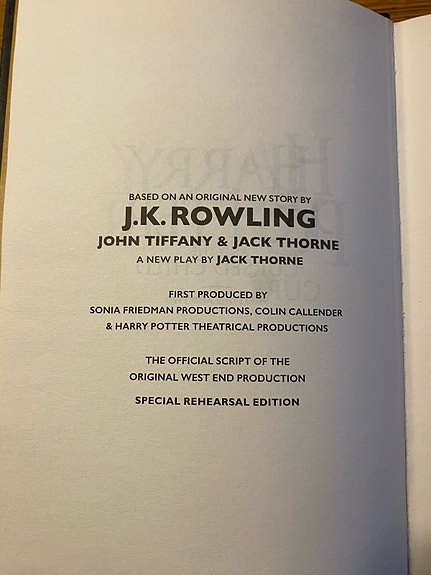 BASED ON AN ORIGINAL NEW STORY BY
J.K. ROWLING
JOHN TIFFANY & JACK THORNE
A NEW PLAY BY JACK THORNE
FIRST PRODUCED BY
SONIA FRIEDMAN PRODUCTIONS, COLIN CALLENDER
& HARRY POTTER THEATRICAL PRODUCTIONS
THE OFFICIAL SCRIPT OF THE
ORIGINAL WEST END PRODUCTION
SPECIAL REHEARSAL EDITION